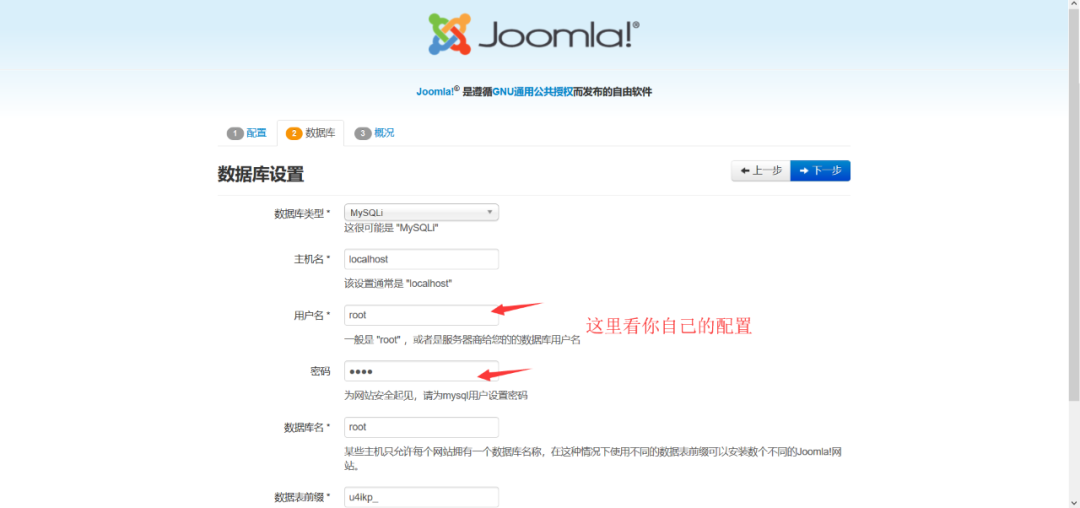 Joomla!®
Joomla!® 是遵循GNU通用公共授权而发布的自由软件
1 配置 2 数据库 3 概况
数据库设置
上一步 下一步
数据库类型 * MySQLi
这很可能是 "MySQLi"
主机名 * localhost
该设置通常是 "localhost"
用户名 * root
这里看你自己的配置
一般是 "root" ，或者是服务器商给您的的数据库用户名
密码 ●●●●
为网站安全起见，请为mysql用户设置密码
数据库名 * root
某些主机只允许每个网站拥有一个数据库名称，在这种情况下使用不同的数据表前缀可以安装数个不同的Joomla!网
站。
数据表前缀 * u4ikp_